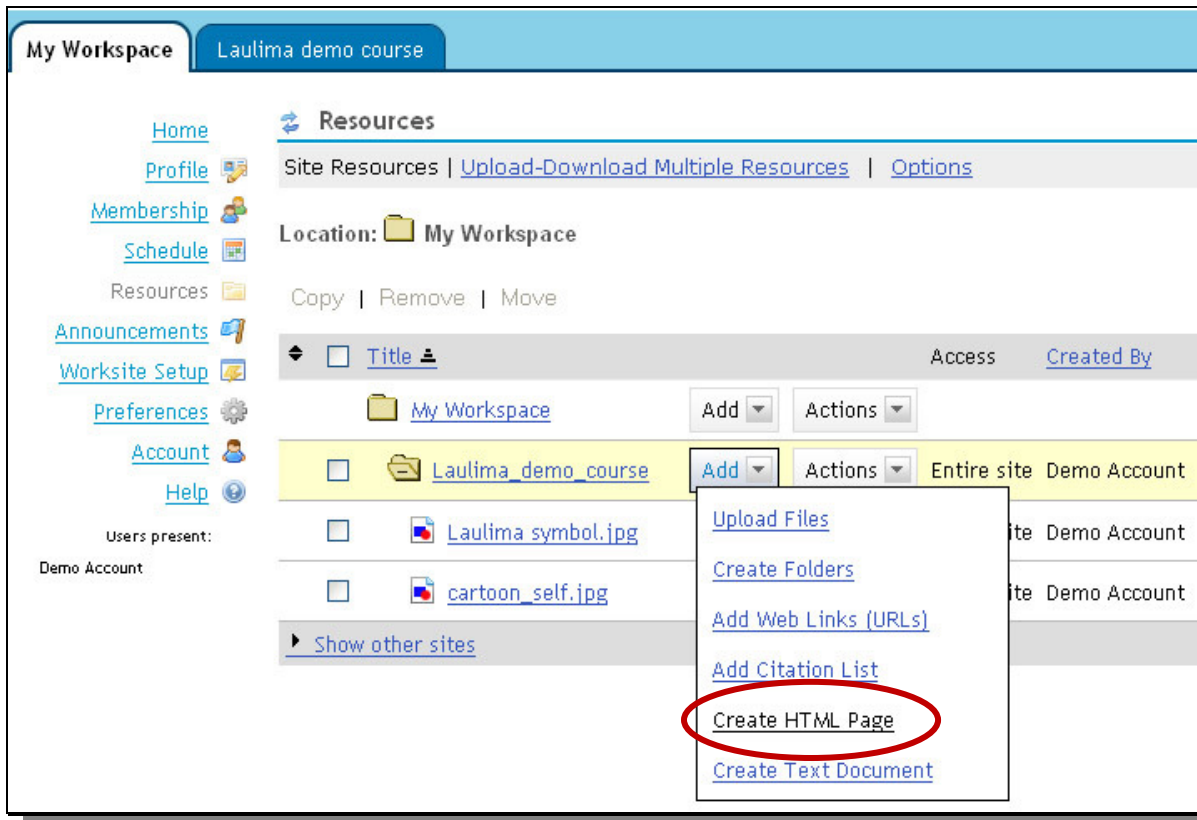 My Workspace Laulima demo course
Home
Profile
Membership
Schedule
Resources
Announcements
Worksite Setup
Preferences
Account
Help
Users present:
Demo Account
Resources
Site Resources | Upload-Download Multiple Resources | Options
Location: My Workspace
Copy | Remove | Move
Title Access Created By
My Workspace Add Actions
Laulima_demo_course Add Actions Entire site Demo Account
Laulima symbol.jpg ite Demo Account
cartoon_self.jpg ite Demo Account
Show other sites
Upload Files
Create Folders
Add Web Links (URLs)
Add Citation List
Create HTML Page
Create Text Document